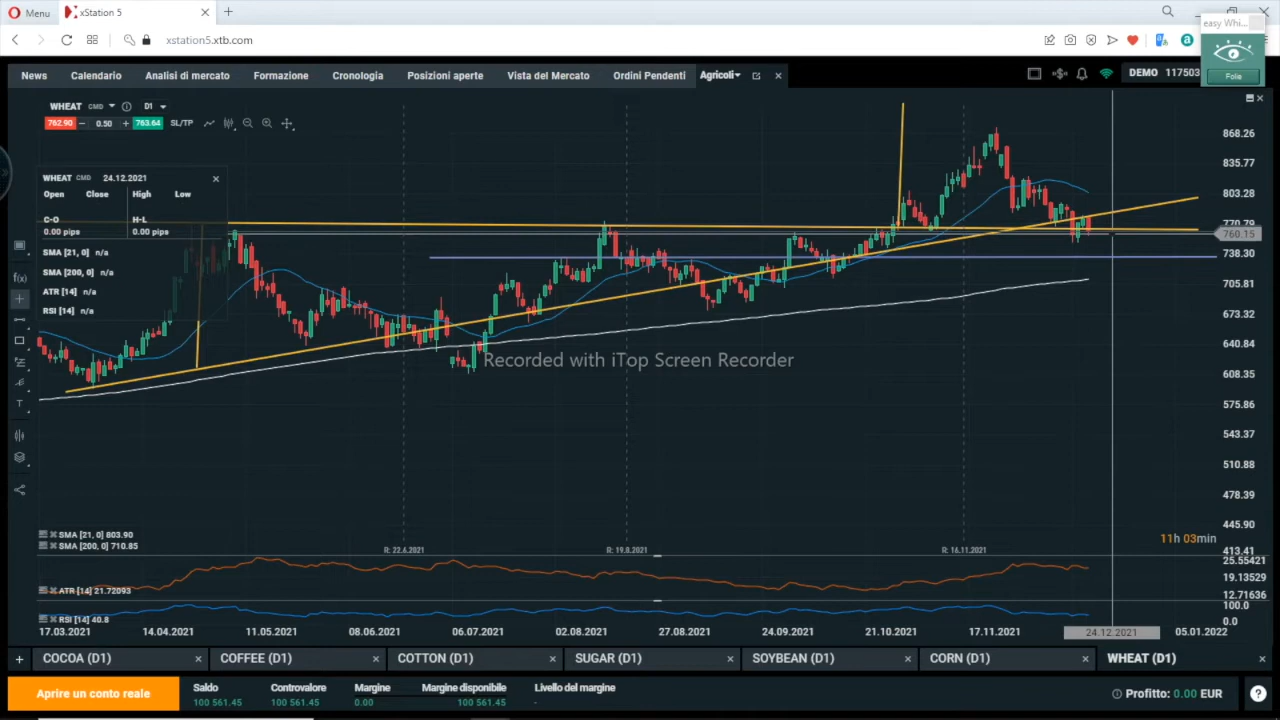 Menu xStation 5
easy Whi...
xstation5.xtb.com
Folie
News Calendario Analisi di mercato Formazione Cronologia Posizioni aperte Vista del Mercato Ordini Pendenti Agricoli DEMO 117503
WHEAT CMD D1
762.90 0.50 763.64 SL/TP
WHEAT CMD 24.12.2021
Open Close High Low
C-O H-L
0.00 pips 0.00 pips
SMA [21, 0] n/a
SMA [200, 0] n/a
ATR [14] n/a
RSI [14] n/a
f(x)
T
868.26
835.77
803.28
770.79
760.15
738.30
705.81
673.32
640.84
608.35
575.86
543.37
510.88
478.39
445.90
413.41
Recorded with iTop Screen Recorder
11h 03min
SMA [21, 0] 803.90
SMA [200, 0] 710.85
R: 22.6.2021 R: 19.8.2021 R: 16.11.2021
25.55421
19.13529
12.71636
ATR [14] 21.72093
100.0
0.0
RSI [14] 40.8
17.03.2021 14.04.2021 11.05.2021 08.06.2021 06.07.2021 02.08.2021 27.08.2021 24.09.2021 21.10.2021 17.11.2021 24.12.2021 05.01.2022
COCOA (D1) COFFEE (D1) COTTON (D1) SUGAR (D1) SOYBEAN (D1) CORN (D1) WHEAT (D1)
Aprire un conto reale
Saldo Controvalore Margine Margine disponibile Livello del margine
100 561.45 100 561.45 0.00 100 561.45 -
Profitto: 0.00 EUR